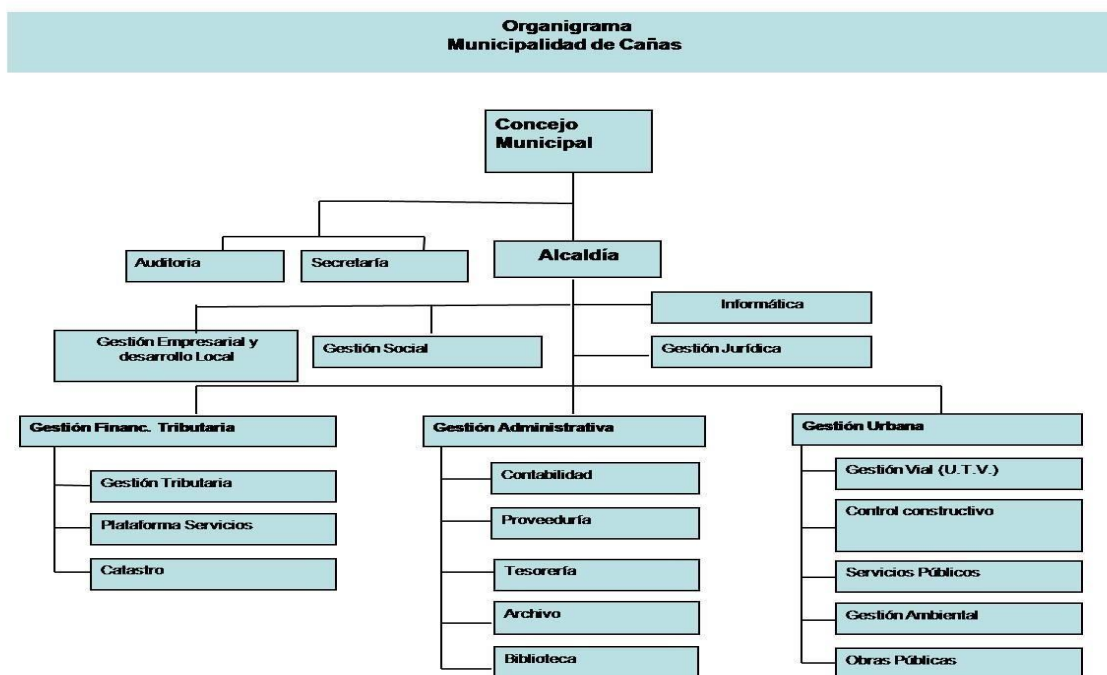 Organigrama
Municipalidad de Cañas
Concejo
Municipal
Auditoria
Secretaría
Alcaldía
Informática
Gestión Empresarial y
desarrollo Local
Gestión Social
Gestión Jurídica
Gestión Financ. Tributaria
Gestión Administrativa
Gestión Urbana
Gestión Tributaria
Plataforma Servicios
Catastro
Contabilidad
Proveeduría
Tesorería
Archivo
Biblioteca
Gestión Vial (U.T.V.)
Control constructivo
Servicios Públicos
Gestión Ambiental
Obras Públicas